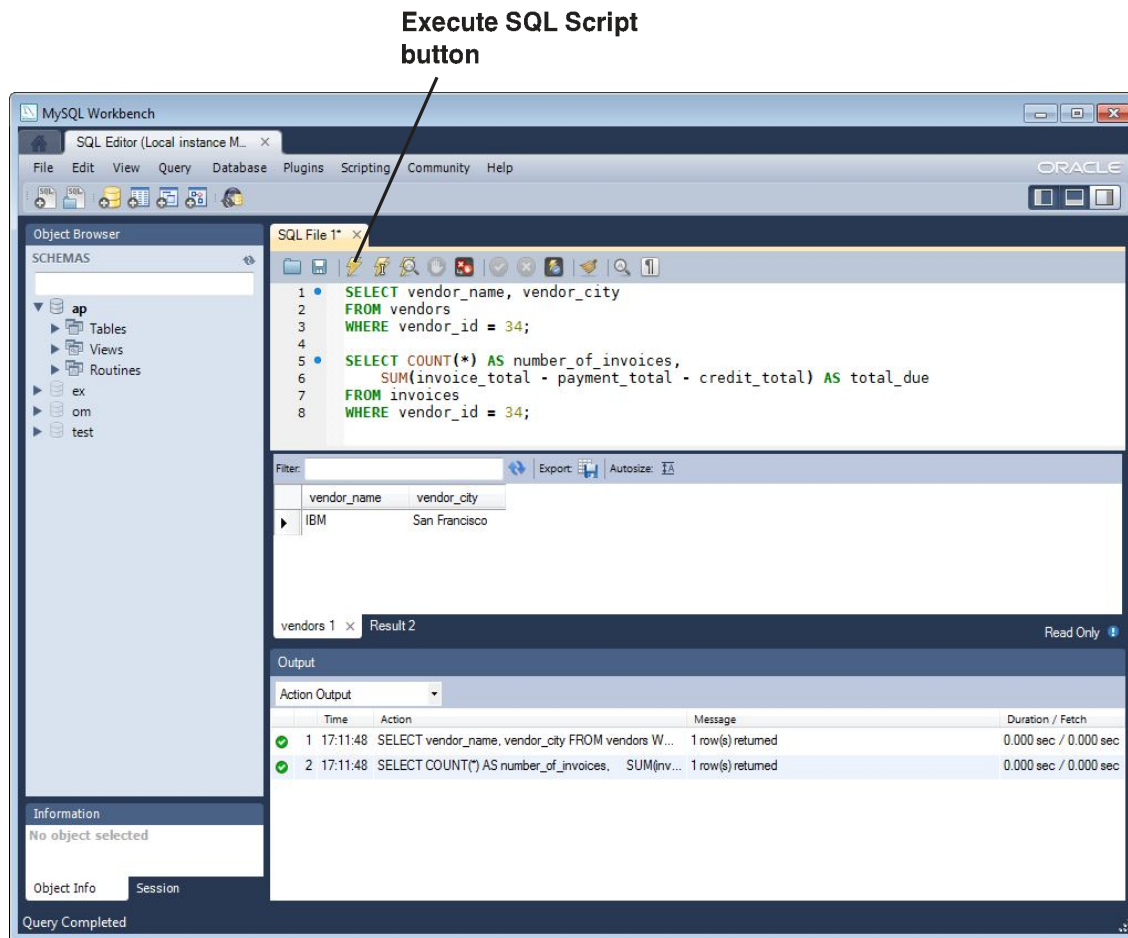 Execute SQL Script
button
MySQL Workbench
SQL Editor (Local instance M...
File Edit View Query Database Plugins Scripting Community Help
ORACLE
Object Browser
SCHEMAS
ap
Tables
Views
Routines
ex
om
test
SQL File 1*
1 SELECT vendor_name, vendor_city
2 FROM vendors
3 WHERE vendor_id = 34;
4
5 SELECT COUNT(*) AS number_of_invoices,
6 SUM(invoice_total - payment_total - credit_total) AS total_due
7 FROM invoices
8 WHERE vendor_id = 34;
Filter: Export: Autosize:
vendor_name vendor_city
IBM San Francisco
vendors 1 Result 2
Read Only
Output
Action Output
Time Action Message Duration / Fetch
1 17:11:48 SELECT vendor_name, vendor_city FROM vendors W... 1 row(s) returned 0.000 sec / 0.000 sec
2 17:11:48 SELECT COUNT(*) AS number_of_invoices, SUM(inv... 1 row(s) returned 0.000 sec / 0.000 sec
Information
No object selected
Object Info Session
Query Completed